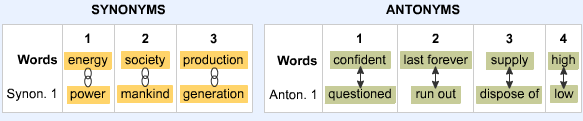 SYNONYMS
1 2 3
Words energy society production
Synon. 1 power mankind generation
ANTONYMS
1 2 3 4
Words confident last forever supply high
Anton. 1 questioned run out dispose of low